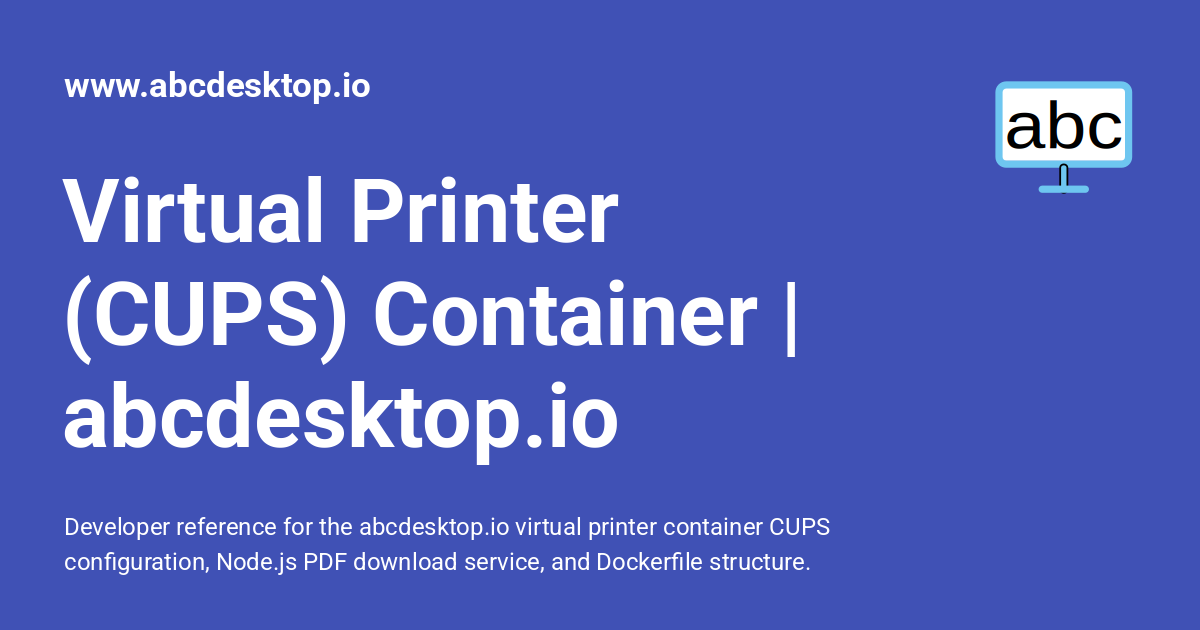 www.abcdesktop.io
abc
Virtual Printer
(CUPS) Container |
abcdesktop.io
Developer reference for the abcdesktop.io virtual printer container CUPS
configuration, Node.js PDF download service, and Dockerfile structure.